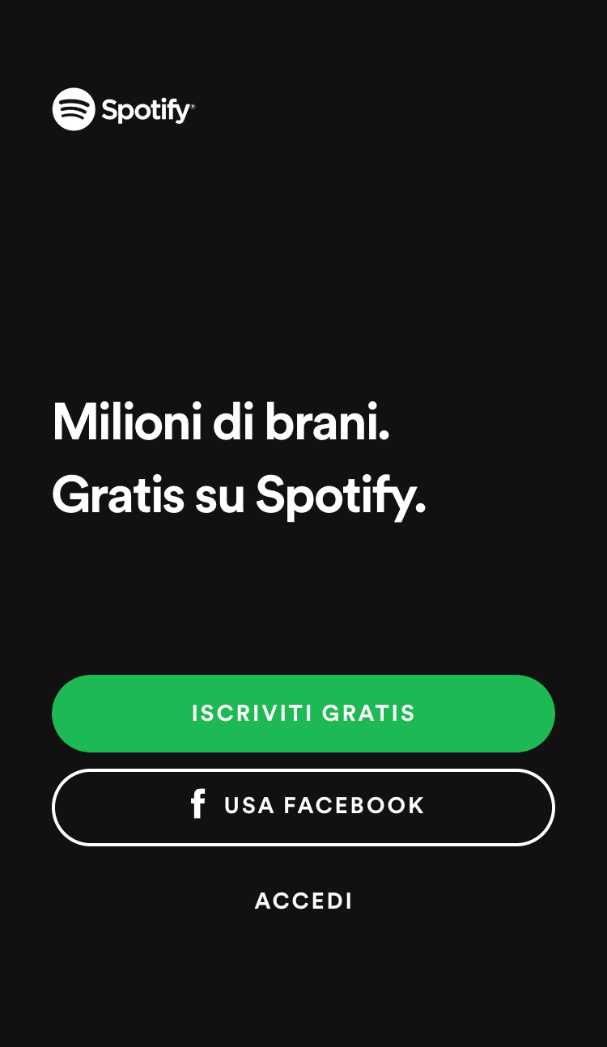 Spotify®
Milioni di brani.
Gratis su Spotify.
ISCRIVITI GRATIS
USA FACEBOOK
ACCEDI